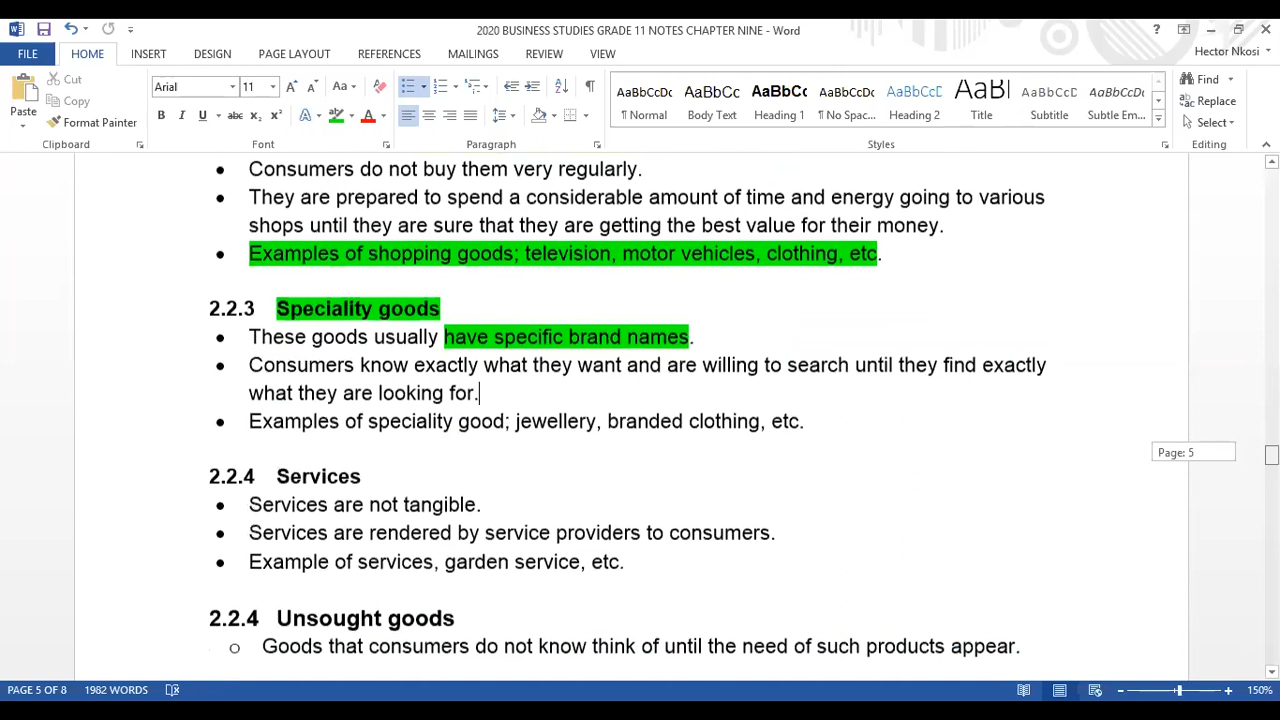 2020 BUSINESS STUDIES GRADE 11 NOTES CHAPTER NINE - Word
FILE HOME INSERT DESIGN PAGE LAYOUT REFERENCES MAILINGS REVIEW VIEW Hector Nkosi
Cut
Copy
Format Painter
Paste
Clipboard
Arial 11
Font
Paragraph
AaBbCcDc AaBbCc AaBbCc AaBbCcDc AaBbCcD AaBl AaBbCcD AaBbCcDc
¶ Normal Body Text Heading 1 ¶ No Spac... Heading 2 Title Subtitle Subtle Em...
Styles
Find
Replace
Select
Editing
• Consumers do not buy them very regularly.
• They are prepared to spend a considerable amount of time and energy going to various
shops until they are sure that they are getting the best value for their money.
• Examples of shopping goods; television, motor vehicles, clothing, etc.
2.2.3 Speciality goods
• These goods usually have specific brand names.
• Consumers know exactly what they want and are willing to search until they find exactly
what they are looking for.
• Examples of speciality good; jewellery, branded clothing, etc.
2.2.4 Services
• Services are not tangible.
• Services are rendered by service providers to consumers.
• Example of services, garden service, etc.
2.2.4 Unsought goods
o Goods that consumers do not know think of until the need of such products appear.
Page: 5
PAGE 5 OF 8 1982 WORDS 150%